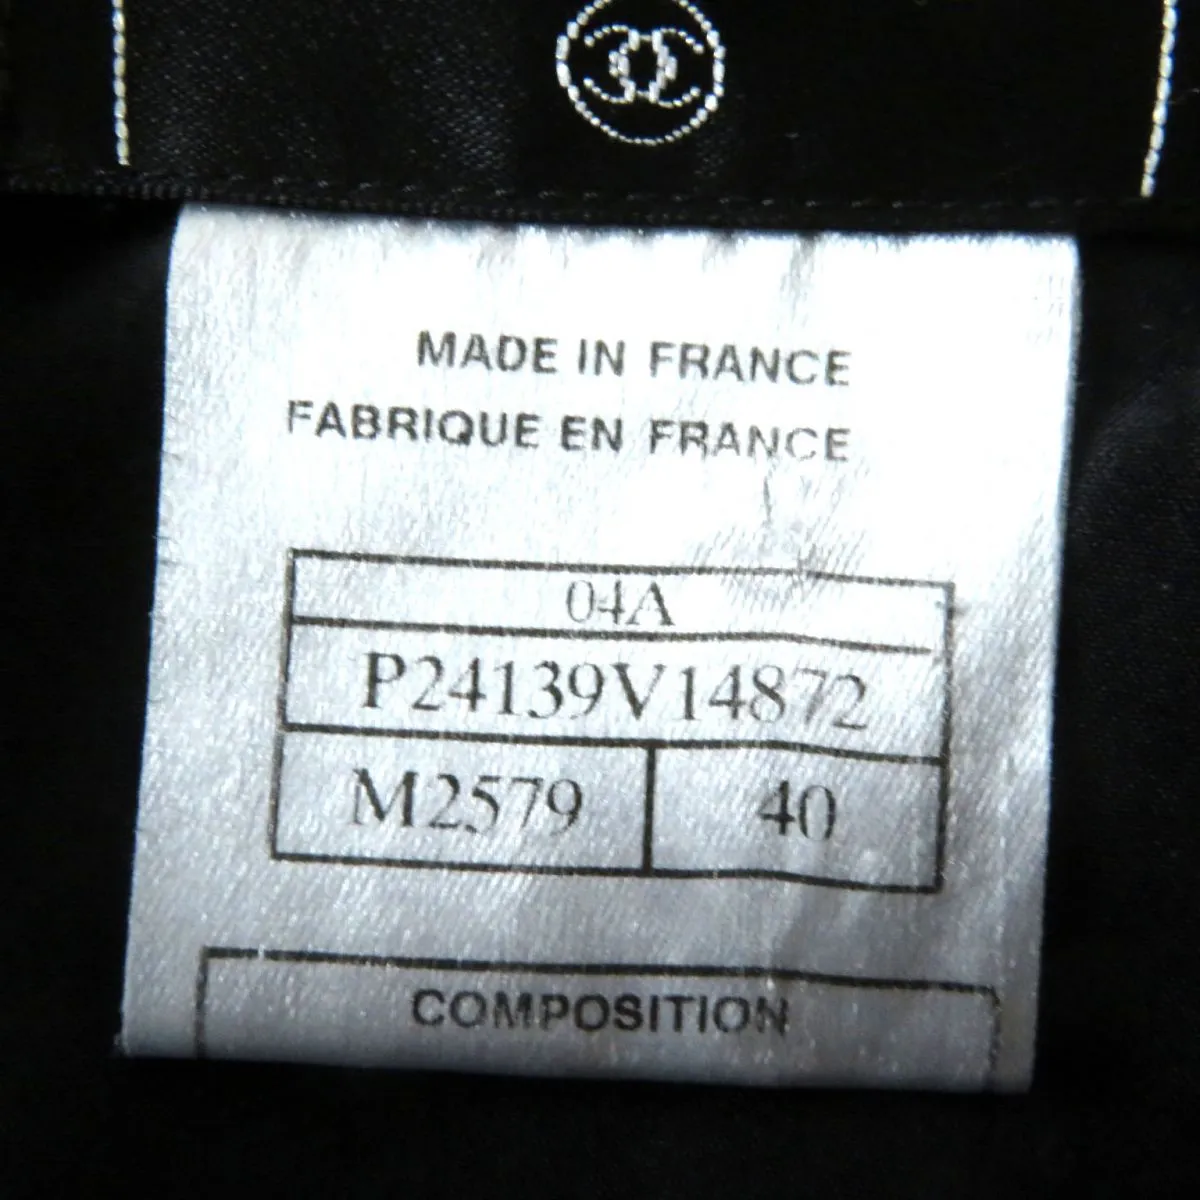 MADE IN FRANCE
FABRIQUE EN FRANCE
04A
P24139V14872
M2579 40
COMPOSITION